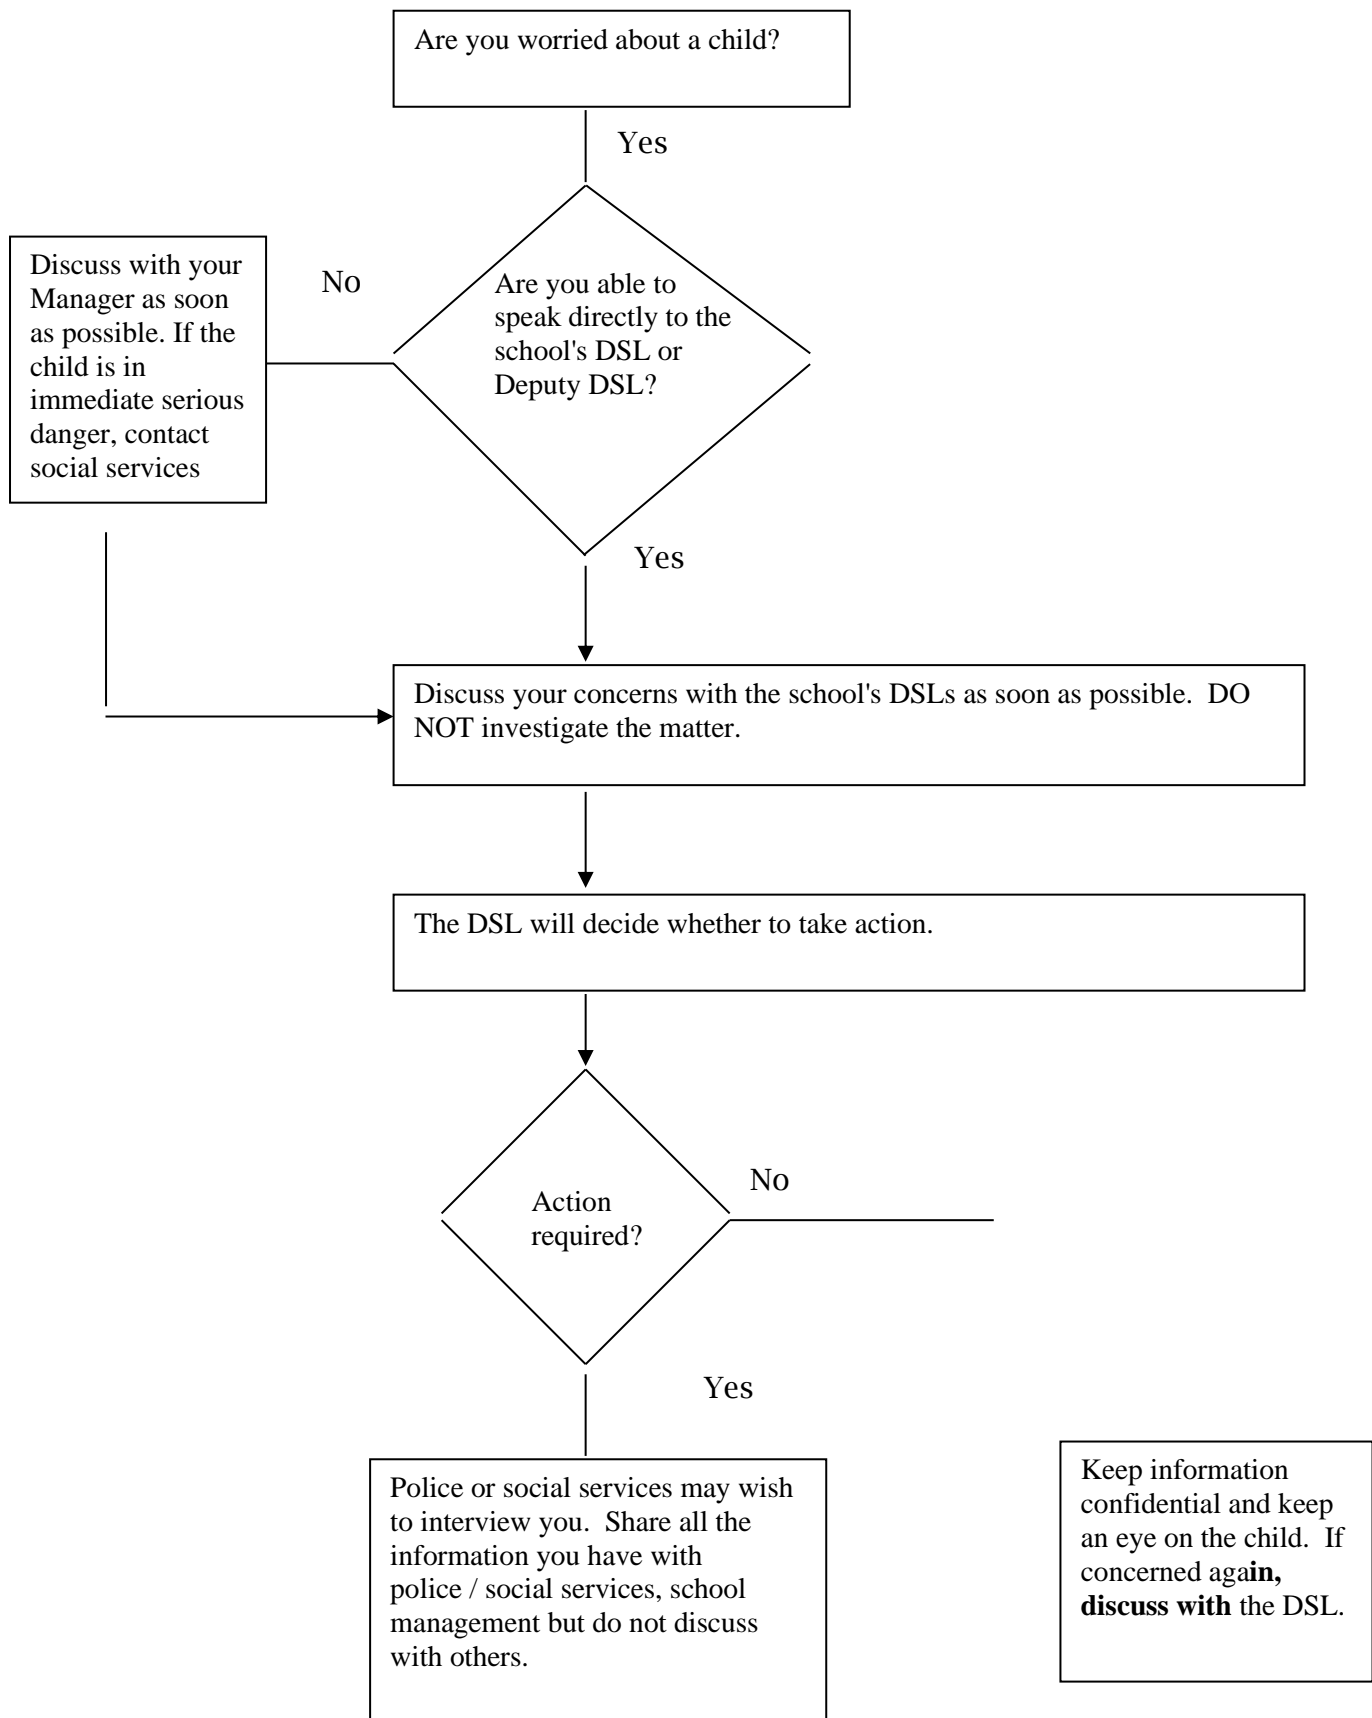 Are you worried about a child?
Yes
Discuss with your
Manager as soon
as possible. If the
child is in
immediate serious
danger, contact
social services
No
Are you able to
speak directly to the
school's DSL or
Deputy DSL?
Yes
Discuss your concerns with the school's DSLs as soon as possible.  DO
NOT investigate the matter.
The DSL will decide whether to take action.
Action
required?
No
Yes
Police or social services may wish
to interview you.  Share all the
information you have with
police / social services, school
management but do not discuss
with others.
Keep information
confidential and keep
an eye on the child.  If
concerned again,
discuss with the DSL.